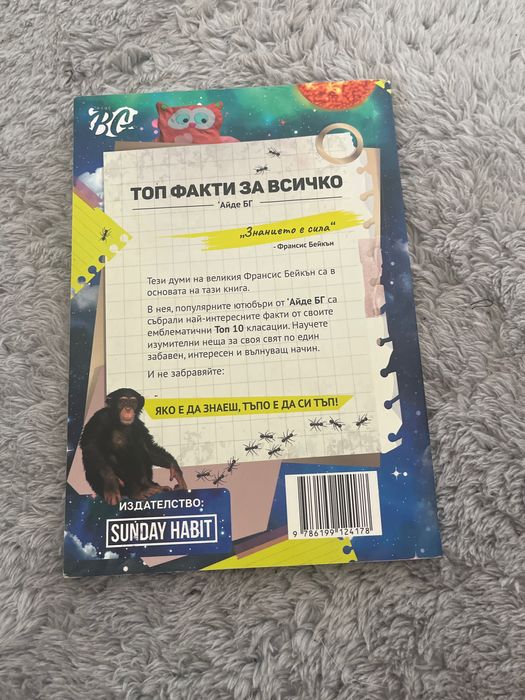 ТОП ФАКТИ ЗА ВСИЧКО
'Айде БГ
„Знанието е сила“
- Франсис Бейкън
Тези думи на великия Франсис Бейкън са в
основата на тази книга.
В нея, популярните ютюбъри от 'Айде БГ са
събрали най-интересните факти от своите
емблематични Топ 10 класации. Научете
изумителни неща за своя свят по един
забавен, интересен и вълнуващ начин.
И не забравяйте:
-
ЯКО Е ДА ЗНАЕШ, ТЪПО Е ДА СИ ТЪП!
ИЗДАТЕЛСТВО:
SUNDAY HABIT
9 786199 124178